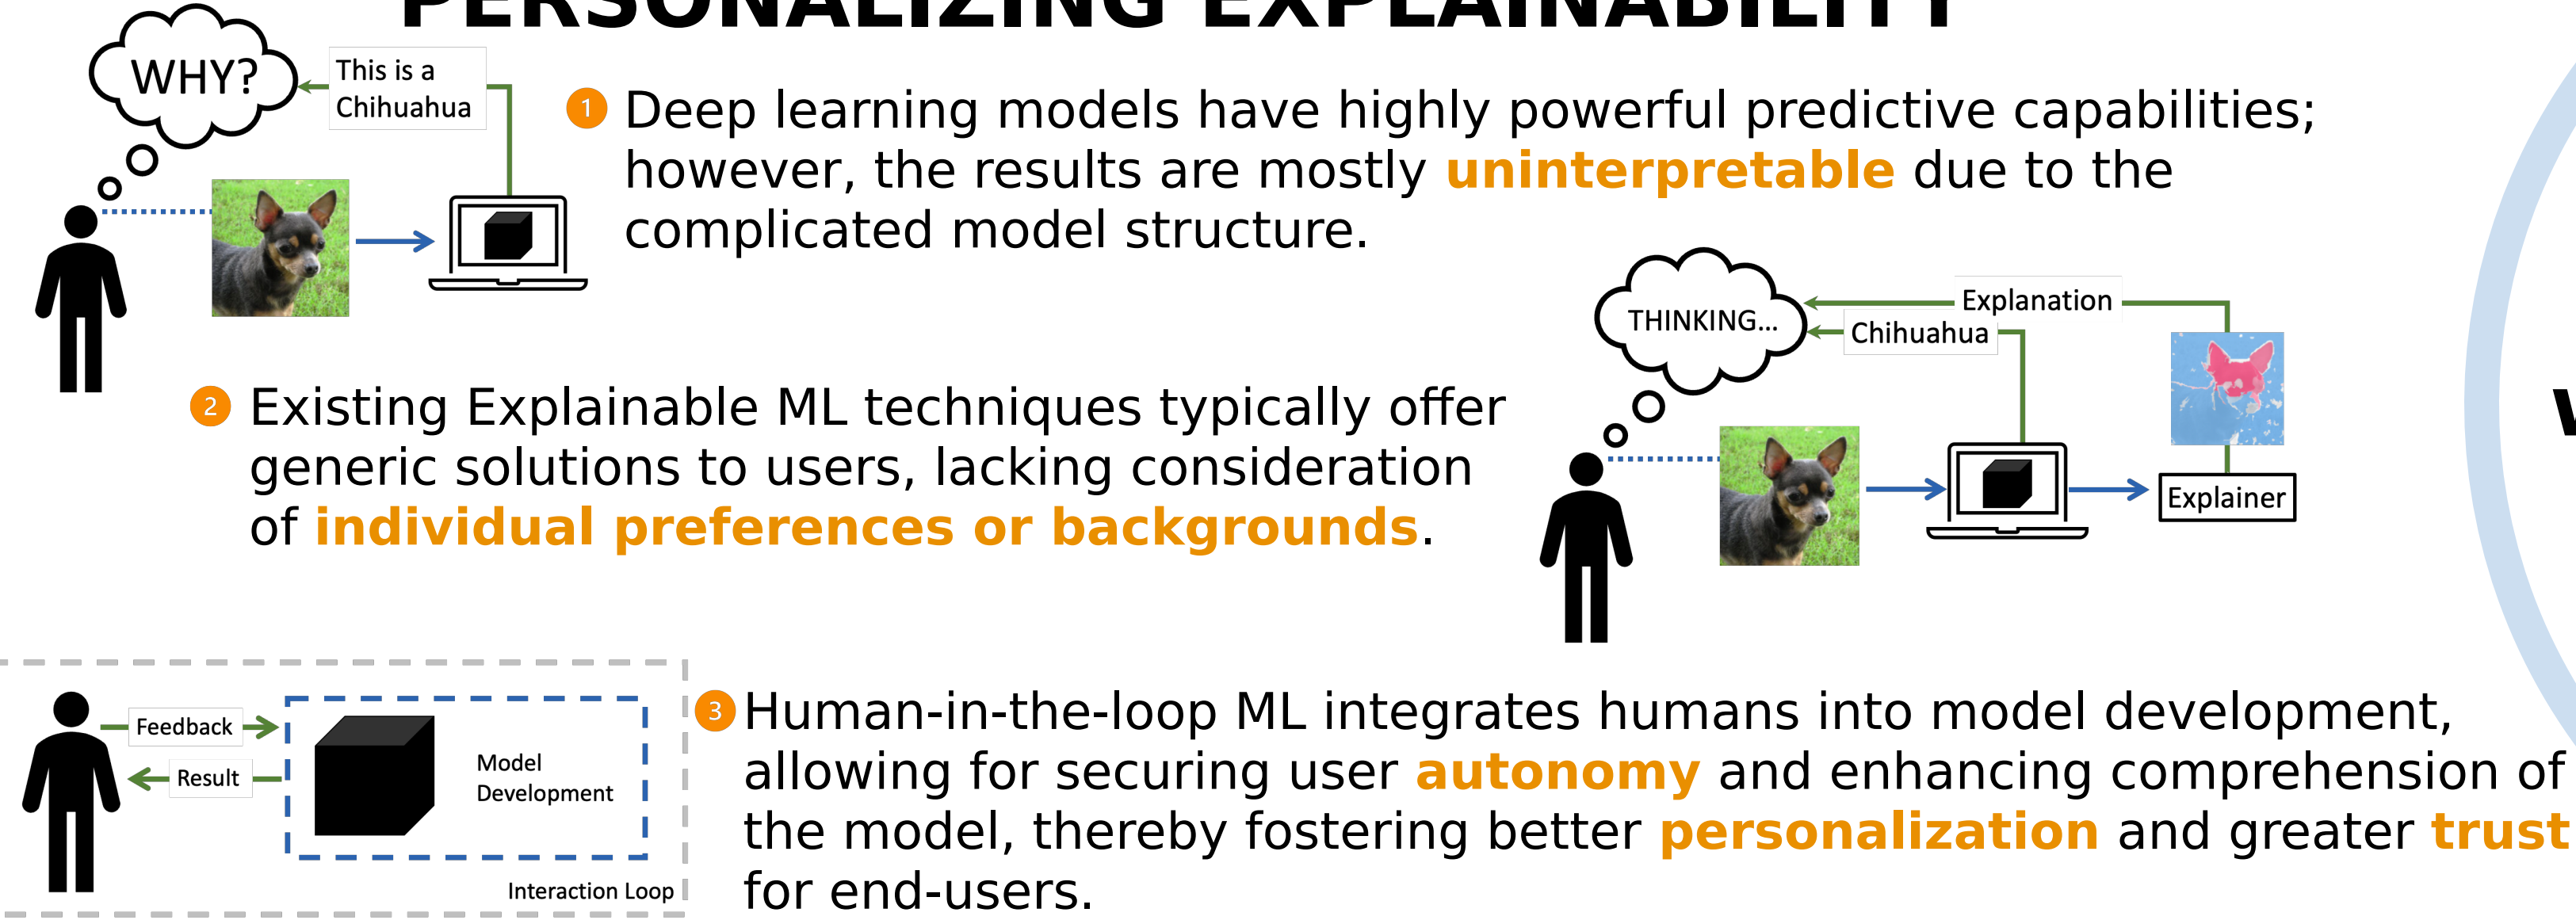 PERSONALIZING EXPLAINABILITY
WHY?
This is a
Chihuahua
1 Deep learning models have highly powerful predictive capabilities;
however, the results are mostly uninterpretable due to the
complicated model structure.
THINKING...
Explanation
Chihuahua
Explainer
2 Existing Explainable ML techniques typically offer
generic solutions to users, lacking consideration
of individual preferences or backgrounds.
Feedback
Result
Model
Development
Interaction Loop
3 Human-in-the-loop ML integrates humans into model development,
allowing for securing user autonomy and enhancing comprehension of
the model, thereby fostering better personalization and greater trust
for end-users.